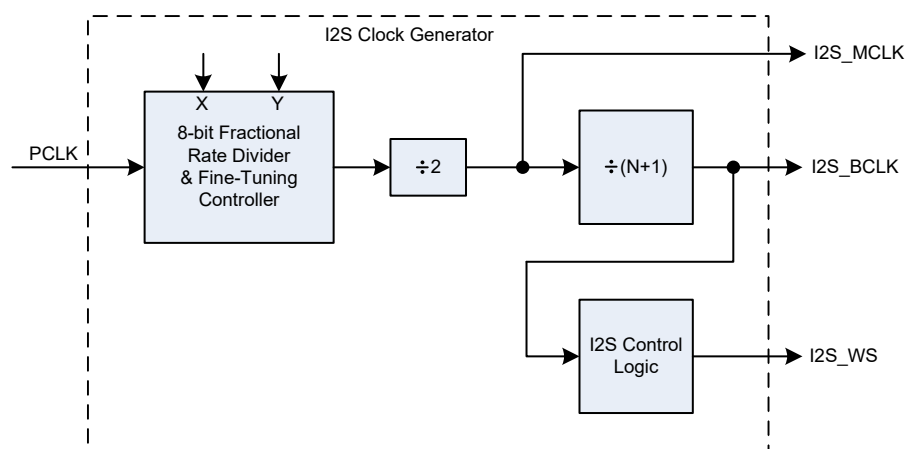 I2S Clock Generator
I2S_MCLK
X Y
8-bit Fractional
Rate Divider
& Fine-Tuning
Controller
PCLK
÷2
÷(N+1)
I2S_BCLK
I2S Control
Logic
I2S_WS